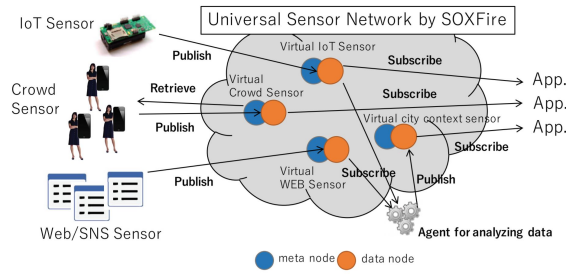 Universal Sensor Network by SOXFire
IoT Sensor
Publish
Virtual IoT Sensor
Subscribe
App.
Crowd
Sensor
Retrieve
Publish
Virtual
Crowd Sensor
Subscribe
App.
Virtual city context sensor
App.
Subscribe
Publish
Virtual
WEB Sensor
Subscribe
Publish
Web/SNS Sensor
Agent for analyzing data
meta node
data node